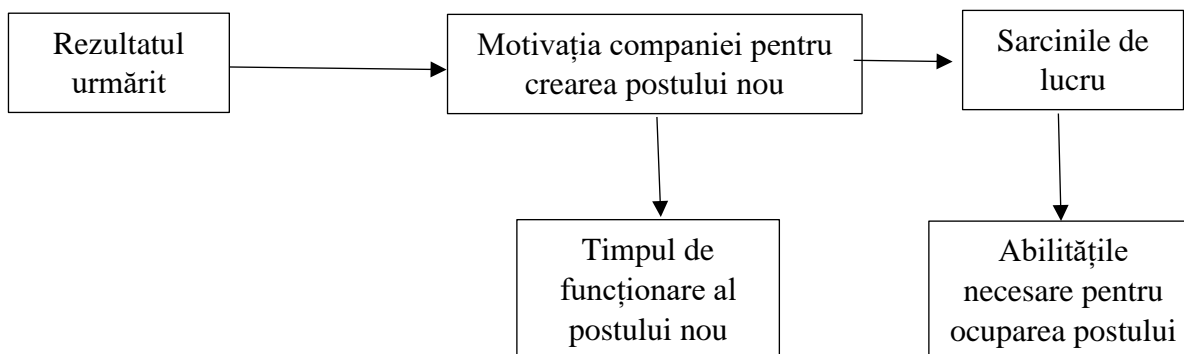 Rezultatul
urmărit
Motivația companiei pentru
crearea postului nou
Sarcinile de
lucru
Timpul de
funcționare al
postului nou
Abilitățile
necesare pentru
ocuparea postului